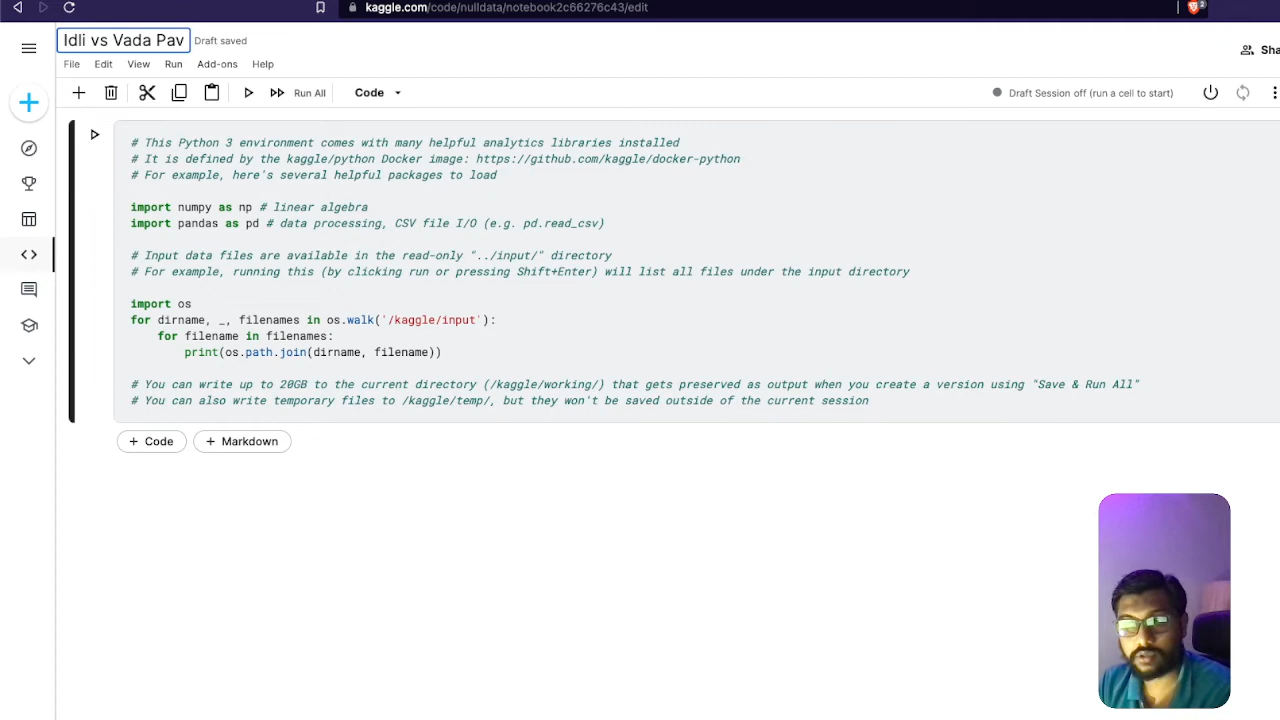 kaggle.com/code/nulldata/notebook2c66276c43/edit
2
Idli vs Vada Pav
Draft saved
Sha
File Edit View Run Add-ons Help
Run All
Code
Draft Session off (run a cell to start)
# This Python 3 environment comes with many helpful analytics libraries installed
# It is defined by the kaggle/python Docker image: https://github.com/kaggle/docker-python
# For example, here's several helpful packages to load
import numpy as np # linear algebra
import pandas as pd # data processing, CSV file I/O (e.g. pd.read_csv)
# Input data files are available in the read-only "../input/" directory
# For example, running this (by clicking run or pressing Shift+Enter) will list all files under the input directory
import os
for dirname, _, filenames in os.walk('/kaggle/input'):
    for filename in filenames:
        print(os.path.join(dirname, filename))
# You can write up to 20GB to the current directory (/kaggle/working/) that gets preserved as output when you create a version using "Save & Run All"
# You can also write temporary files to /kaggle/temp/, but they won't be saved outside of the current session
+ Code
+ Markdown